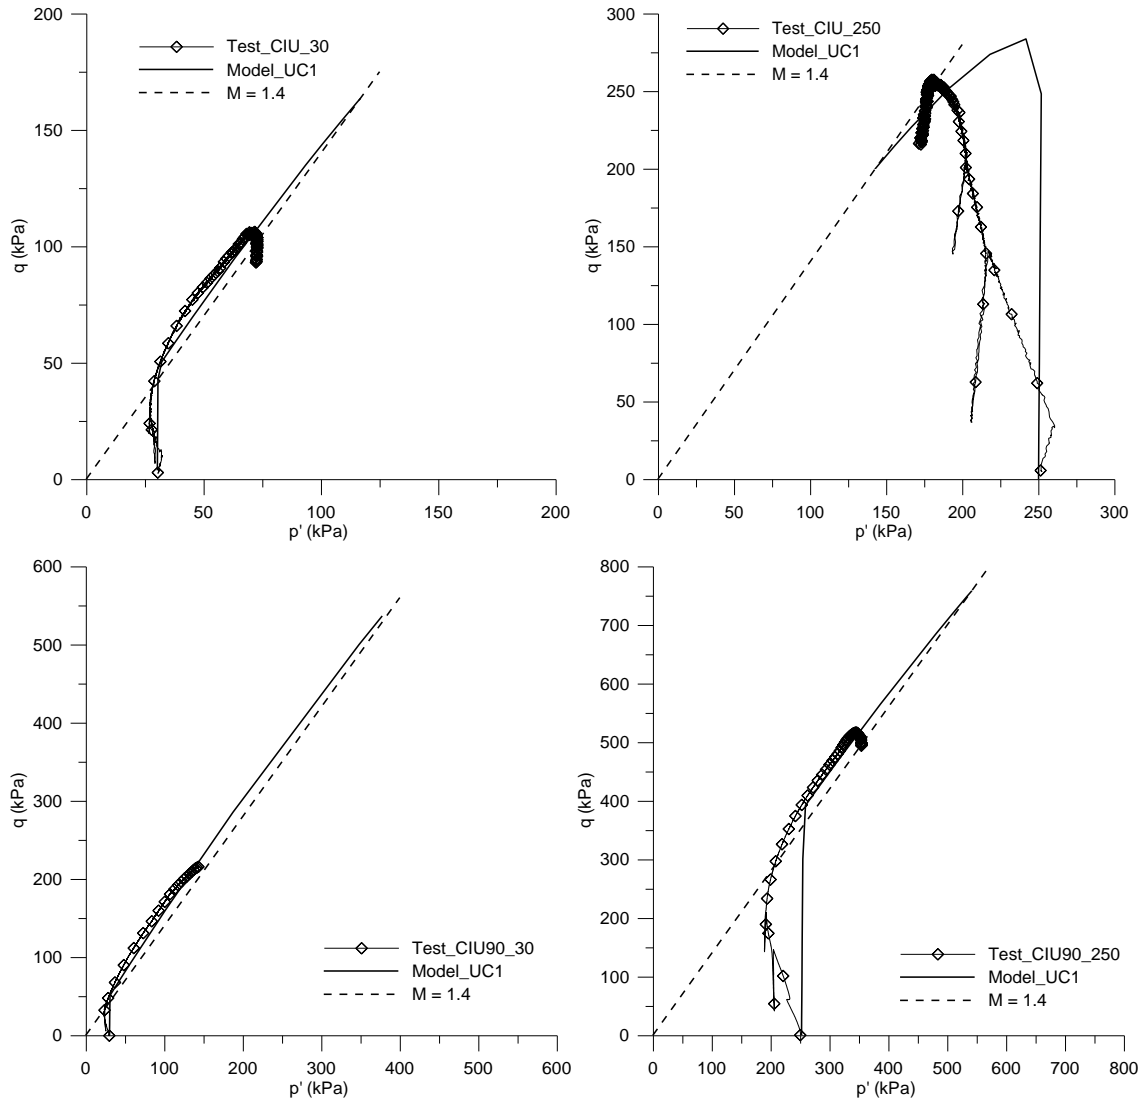 200
150
100
50
0
q (kPa)
Test_CIU_30
Model_UC1
M = 1.4
0 50 100 150 200
p' (kPa)
300
250
200
150
100
50
0
q (kPa)
Test_CIU_250
Model_UC1
M = 1.4
0 50 100 150 200 250 300
p' (kPa)
600
500
400
300
200
100
0
q (kPa)
Test_CIU90_30
Model_UC1
M = 1.4
0 100 200 300 400 500 600
p' (kPa)
800
700
600
500
400
300
200
100
0
q (kPa)
Test_CIU90_250
Model_UC1
M = 1.4
0 100 200 300 400 500 600 700 800
p' (kPa)